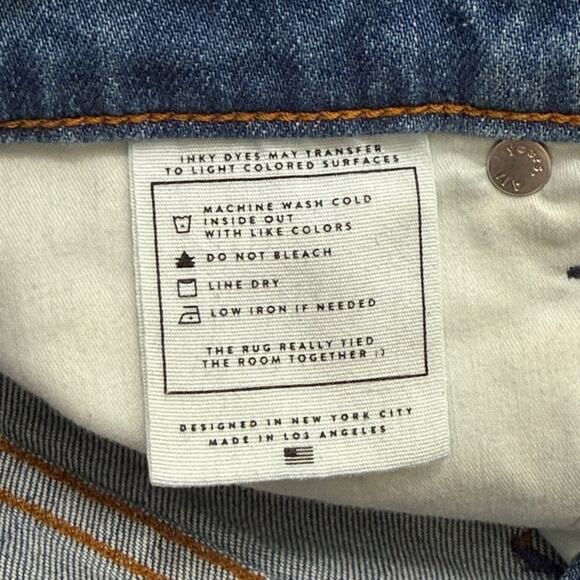 INKY DYES MAY TRANSFER
TO LIGHT COLORED SURFACES
MACHINE WASH COLD
INSIDE OUT
WITH LIKE COLORS
DO NOT BLEACH
LINE DRY
LOW IRON IF NEEDED
THE RUG REALLY TIED
THE ROOM TOGETHER :)
DESIGNED IN NEW YORK CITY
MADE IN LOS ANGELES